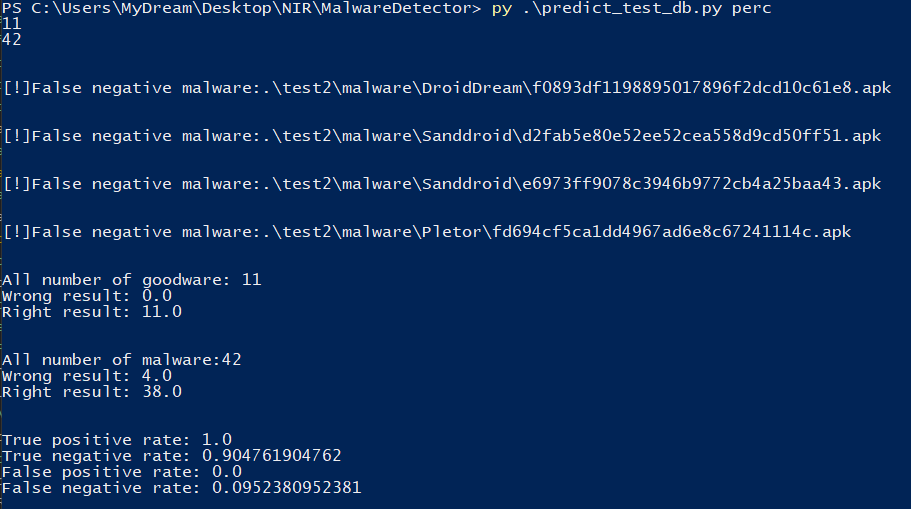 PS C:\Users\MyDream\Desktop\NIR\MalwareDetector> py .\predict_test_db.py perc
11
42
[!]False negative malware:.\test2\malware\DroidDream\f0893df1198895017896f2dcd10c61e8.apk
[!]False negative malware:.\test2\malware\Sanddroid\d2fab5e80e52ee52cea558d9cd50ff51.apk
[!]False negative malware:.\test2\malware\Sanddroid\e6973ff9078c3946b9772cb4a25baa43.apk
[!]False negative malware:.\test2\malware\Pletor\fd694cf5ca1dd4967ad6e8c67241114c.apk
All number of goodware: 11
Wrong result: 0.0
Right result: 11.0
All number of malware:42
Wrong result: 4.0
Right result: 38.0
True positive rate: 1.0
True negative rate: 0.904761904762
False positive rate: 0.0
False negative rate: 0.0952380952381